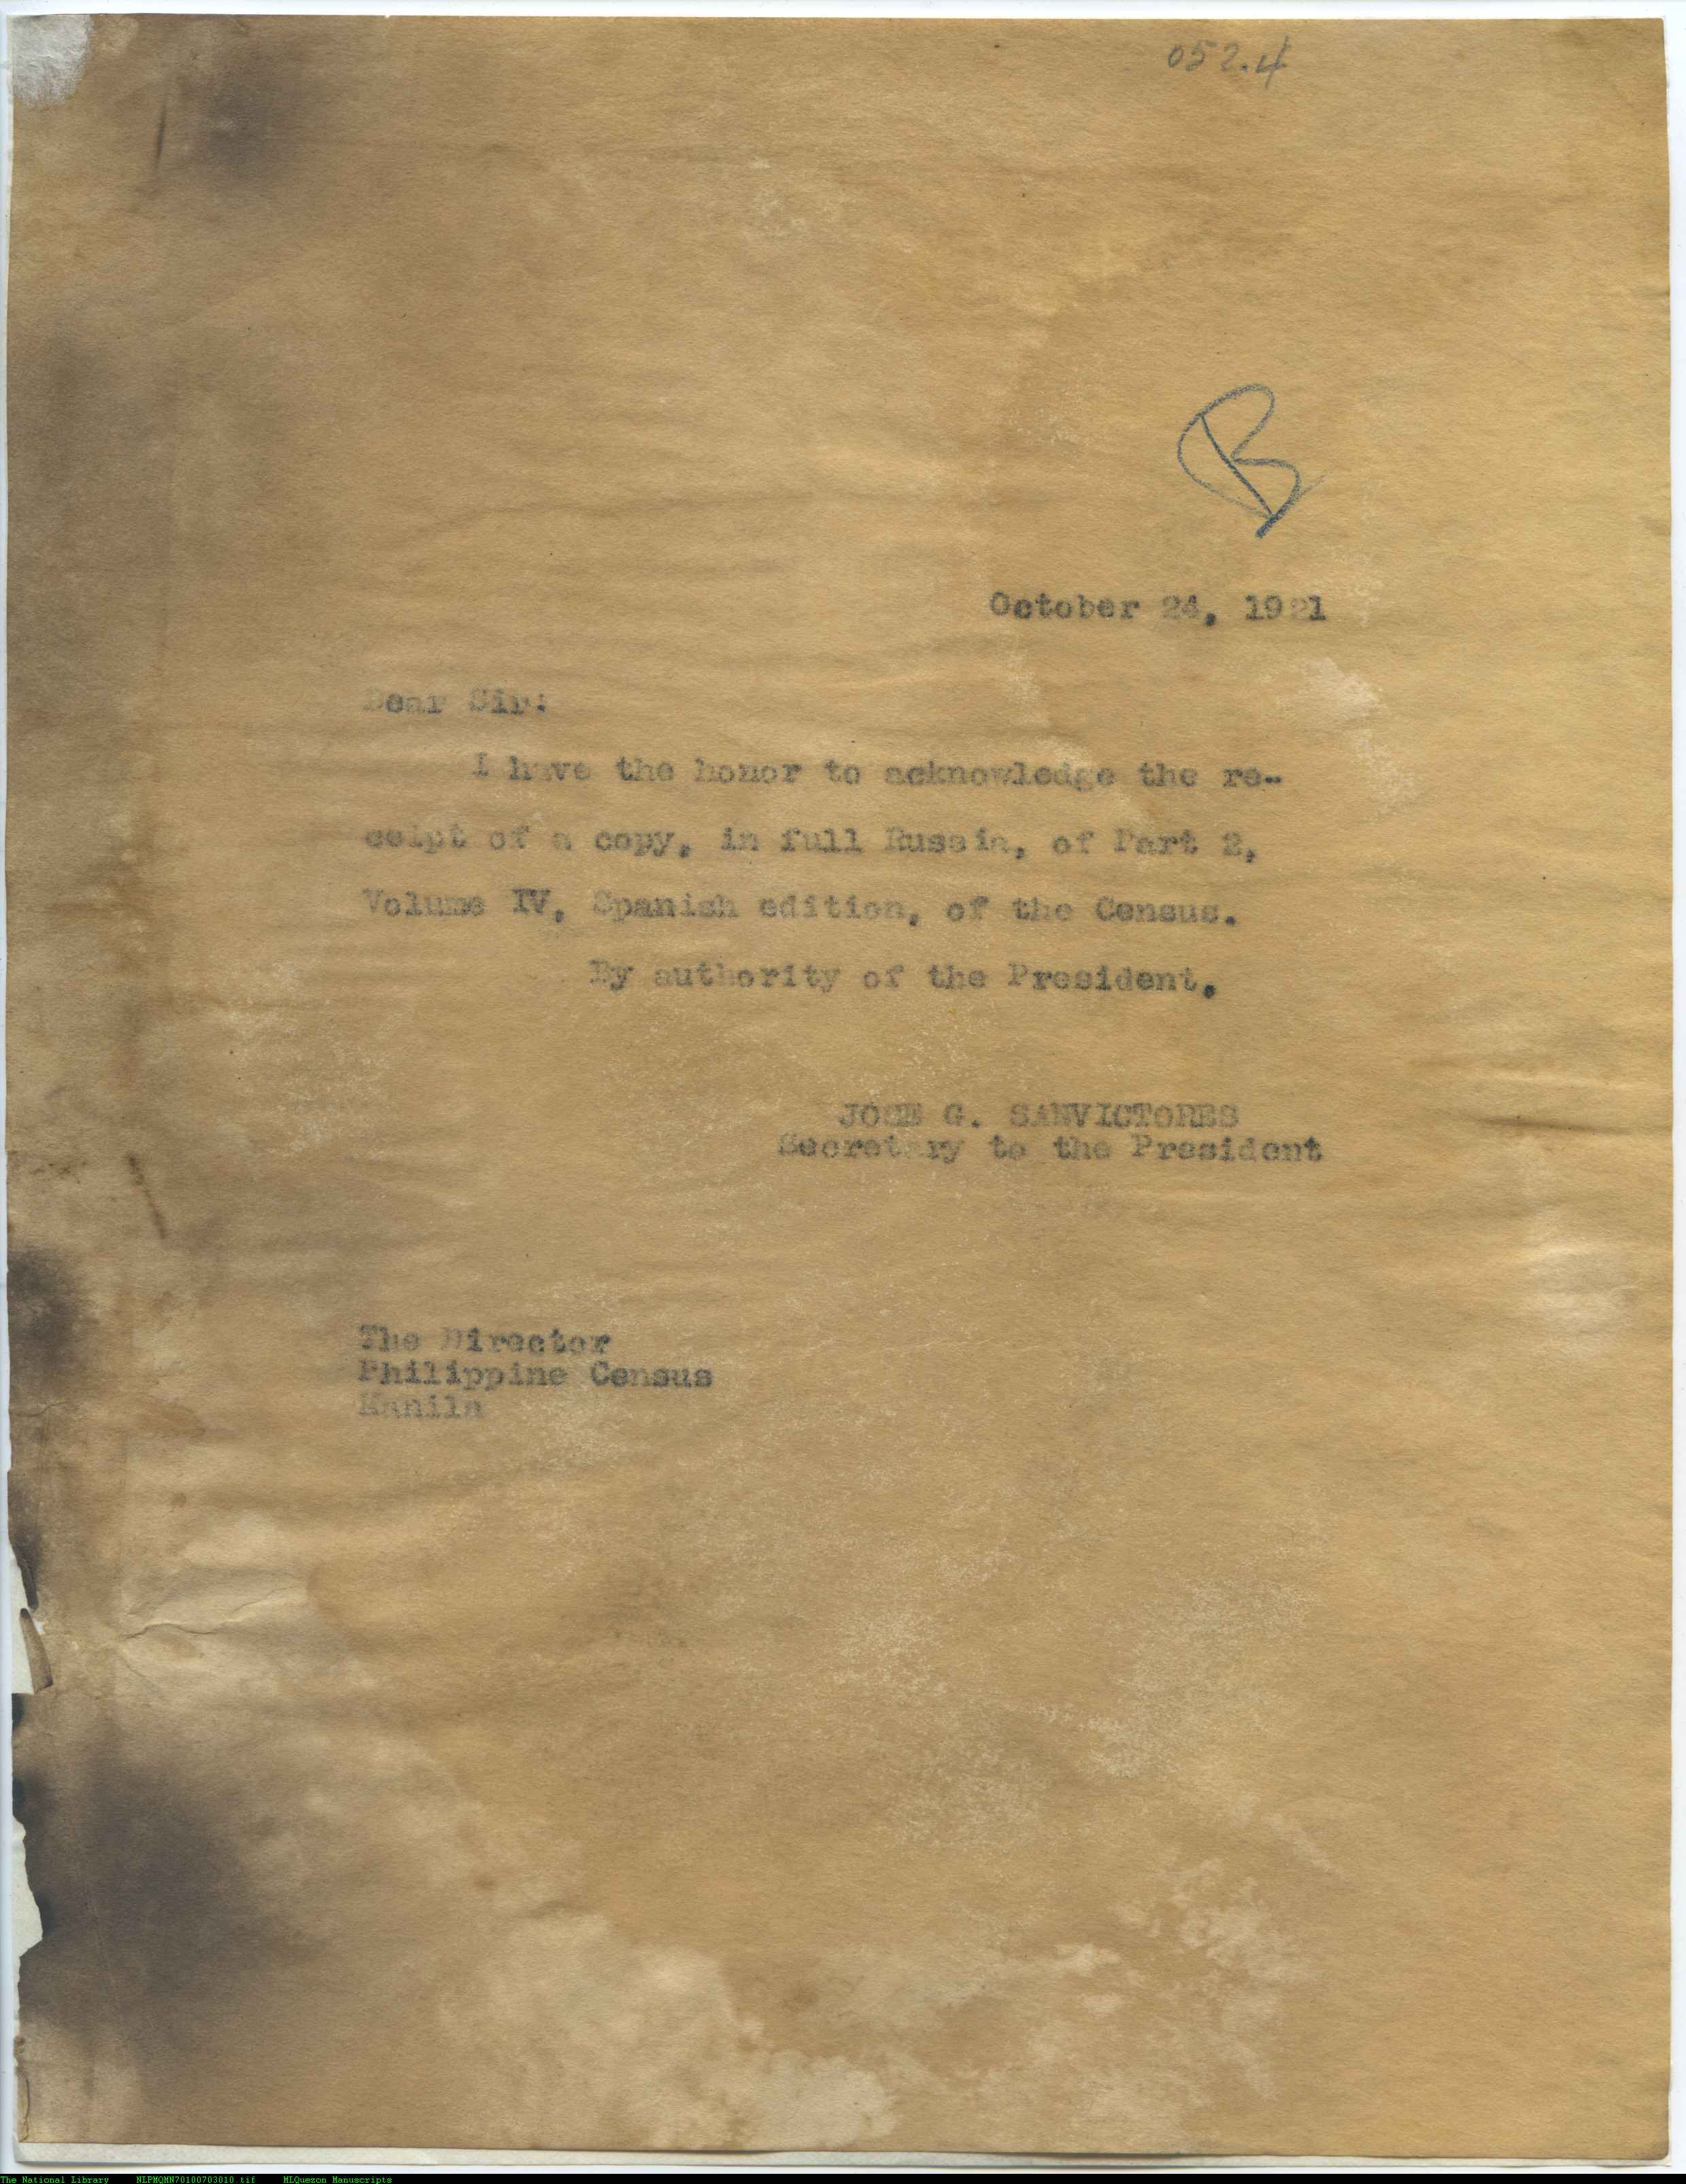 052.4
B
October 24, 1921
Dear Sir:
I have the honor to acknowledge the re-
ceipt of a copy, in full Russia, of Part 2,
Volume IV, Spanish edition, of the Census.
By authority of the President.
JOSE G. SANVICTORES
Secretary to the President
The Director
Philippine Census
Manila
The National Library NLPMQMN70100703010.tif MLQuezon Manuscripts